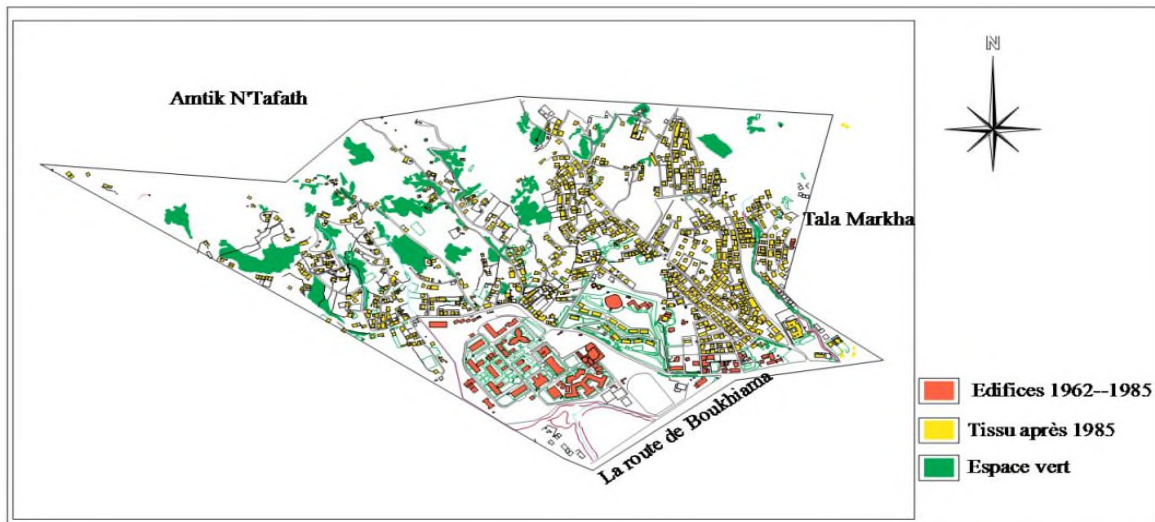 N
Amtik N'Tafath
Tala Markha
La route de Boukhiama
Edifices 1962--1985
Tissu après 1985
Espace vert